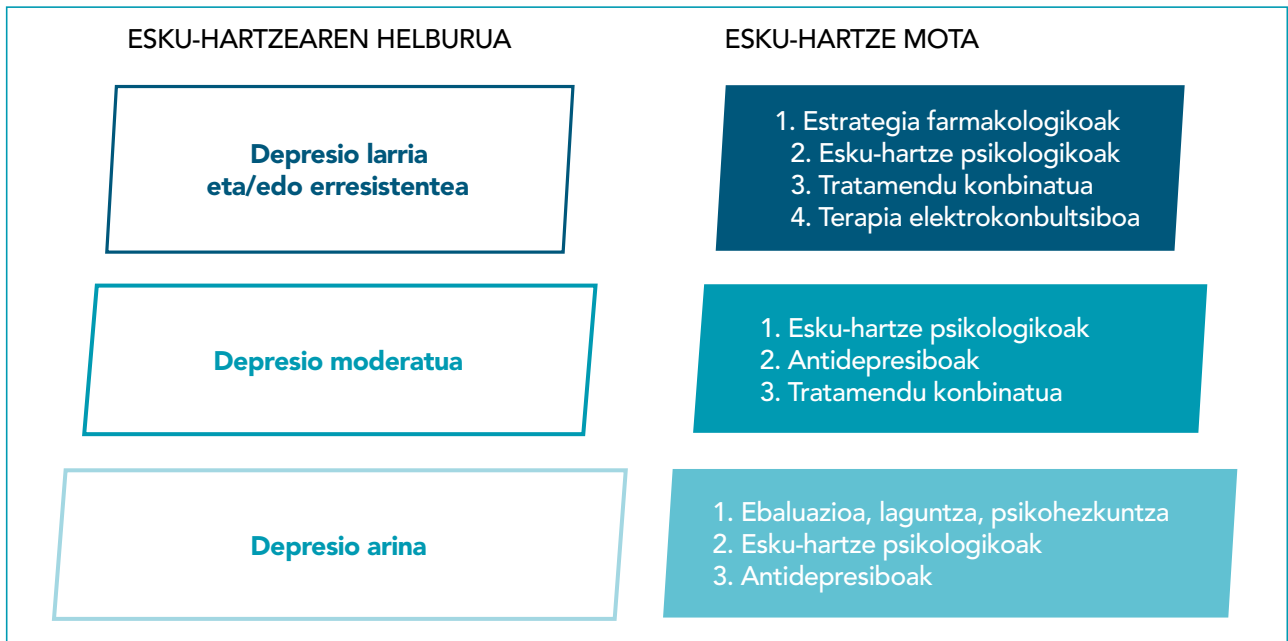 ESKU-HARTZEAREN HELBURUA
ESKU-HARTZE MOTA
Depresio larria
eta/edo erresistentea
1. Estrategia farmakologikoak
2. Esku-hartze psikologikoak
3. Tratamendu konbinatua
4. Terapia elektrokonbultsiboa
Depresio moderatua
1. Esku-hartze psikologikoak
2. Antidepresiboak
3. Tratamendu konbinatua
Depresio arina
1. Ebaluazioa, laguntza, psikohezkuntza
2. Esku-hartze psikologikoak
3. Antidepresiboak